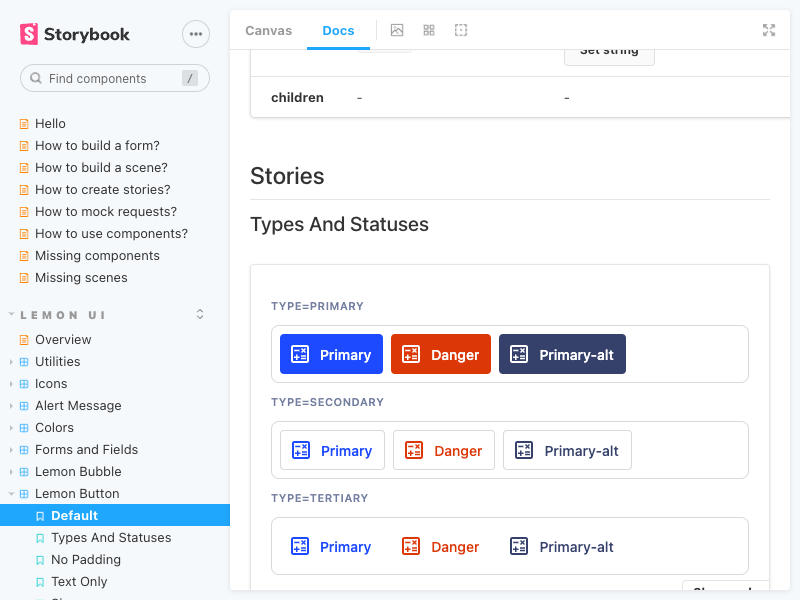 Storybook
Find components /
Hello
How to build a form?
How to build a scene?
How to create stories?
How to mock requests?
How to use components?
Missing components
Missing scenes
LEMON UI
Overview
Utilities
Icons
Alert Message
Colors
Forms and Fields
Lemon Bubble
Lemon Button
Default
Types And Statuses
No Padding
Text Only
Canvas Docs
Set string
children - -
Stories
Types And Statuses
TYPE=PRIMARY
Primary Danger Primary-alt
TYPE=SECONDARY
Primary Danger Primary-alt
TYPE=TERTIARY
Primary Danger Primary-alt